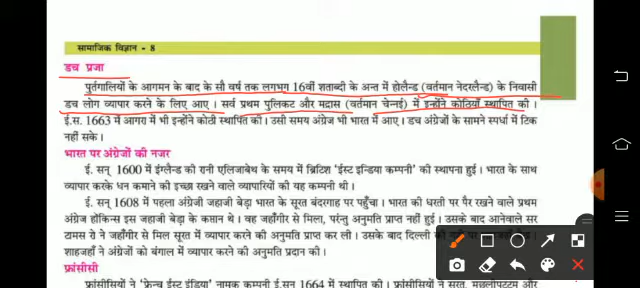 सामाजिक विज्ञान - 8
डच प्रजा
पुर्तगालियों के आगमन के बाद के सौ वर्ष तक लगभग 16वीं शताब्दी के अन्त में होलैन्ड (वर्तमान नेदरलैन्ड) के निवासी
डच लोग व्यापार करने के लिए आए । सर्व प्रथम पुलिकट और मद्रास (वर्तमान चेन्नई) में इन्होंने कोठियाँ स्थापित की ।
ई.स. 1663 में आगरा में भी इन्होंने कोठी स्थापित की। उसी समय अंग्रेज भी भारत में आए । डच अंग्रेजों के सामने स्पर्धा में टिक
नहीं सके ।
भारत पर अंग्रेजों की नजर
ई. सन् 1600 में इंग्लैन्ड की रानी एलिजाबेथ के समय में ब्रिटिश 'ईस्ट इन्डिया कम्पनी' की स्थापना हुई । भारत के साथ
व्यापार करके धन कमाने की इच्छा रखने वाले व्यापारियों की यह कम्पनी थी ।
ई. सन् 1608 में पहला अंग्रेजी जहाजी बेड़ा भारत के सूरत बंदरगाह पर पहुँचा । भारत की धरती पर पैर रखने वाले प्रथम
अंग्रेज होकिन्स इस जहाजी बेड़ा के कप्तान थे । वह जहाँगीर से मिला, परन्तु अनुमति प्राप्त नहीं हुई । उसके बाद आनेवाले सर
टामस रो ने जहाँगीर से मिल सूरत में व्यापार करने की अनुमति प्राप्त कर ली । उसके बाद दिल्ली की
शाहजहाँ ने अंग्रेजों को बंगाल में व्यापार करने की अनुमति प्रदान की ।
फ्रांसीसी
फ्रांसीसियों ने 'फ्रेन्च ईस्ट इंडिया' नामक कम्पनी ई.सन् 1664 में स्थापित की । फ्रांसीसियों ने सूरत, मछलीपट्टम और